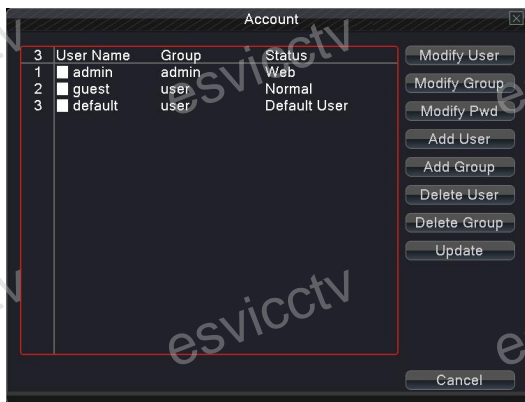 Account
3 User Name Group Status
1 admin admin Web
2 guest user Normal
3 default user Default User
Modify User
Modify Group
Modify Pwd
Add User
Add Group
Delete User
Delete Group
Update
Cancel
esvicctv
esvicctv